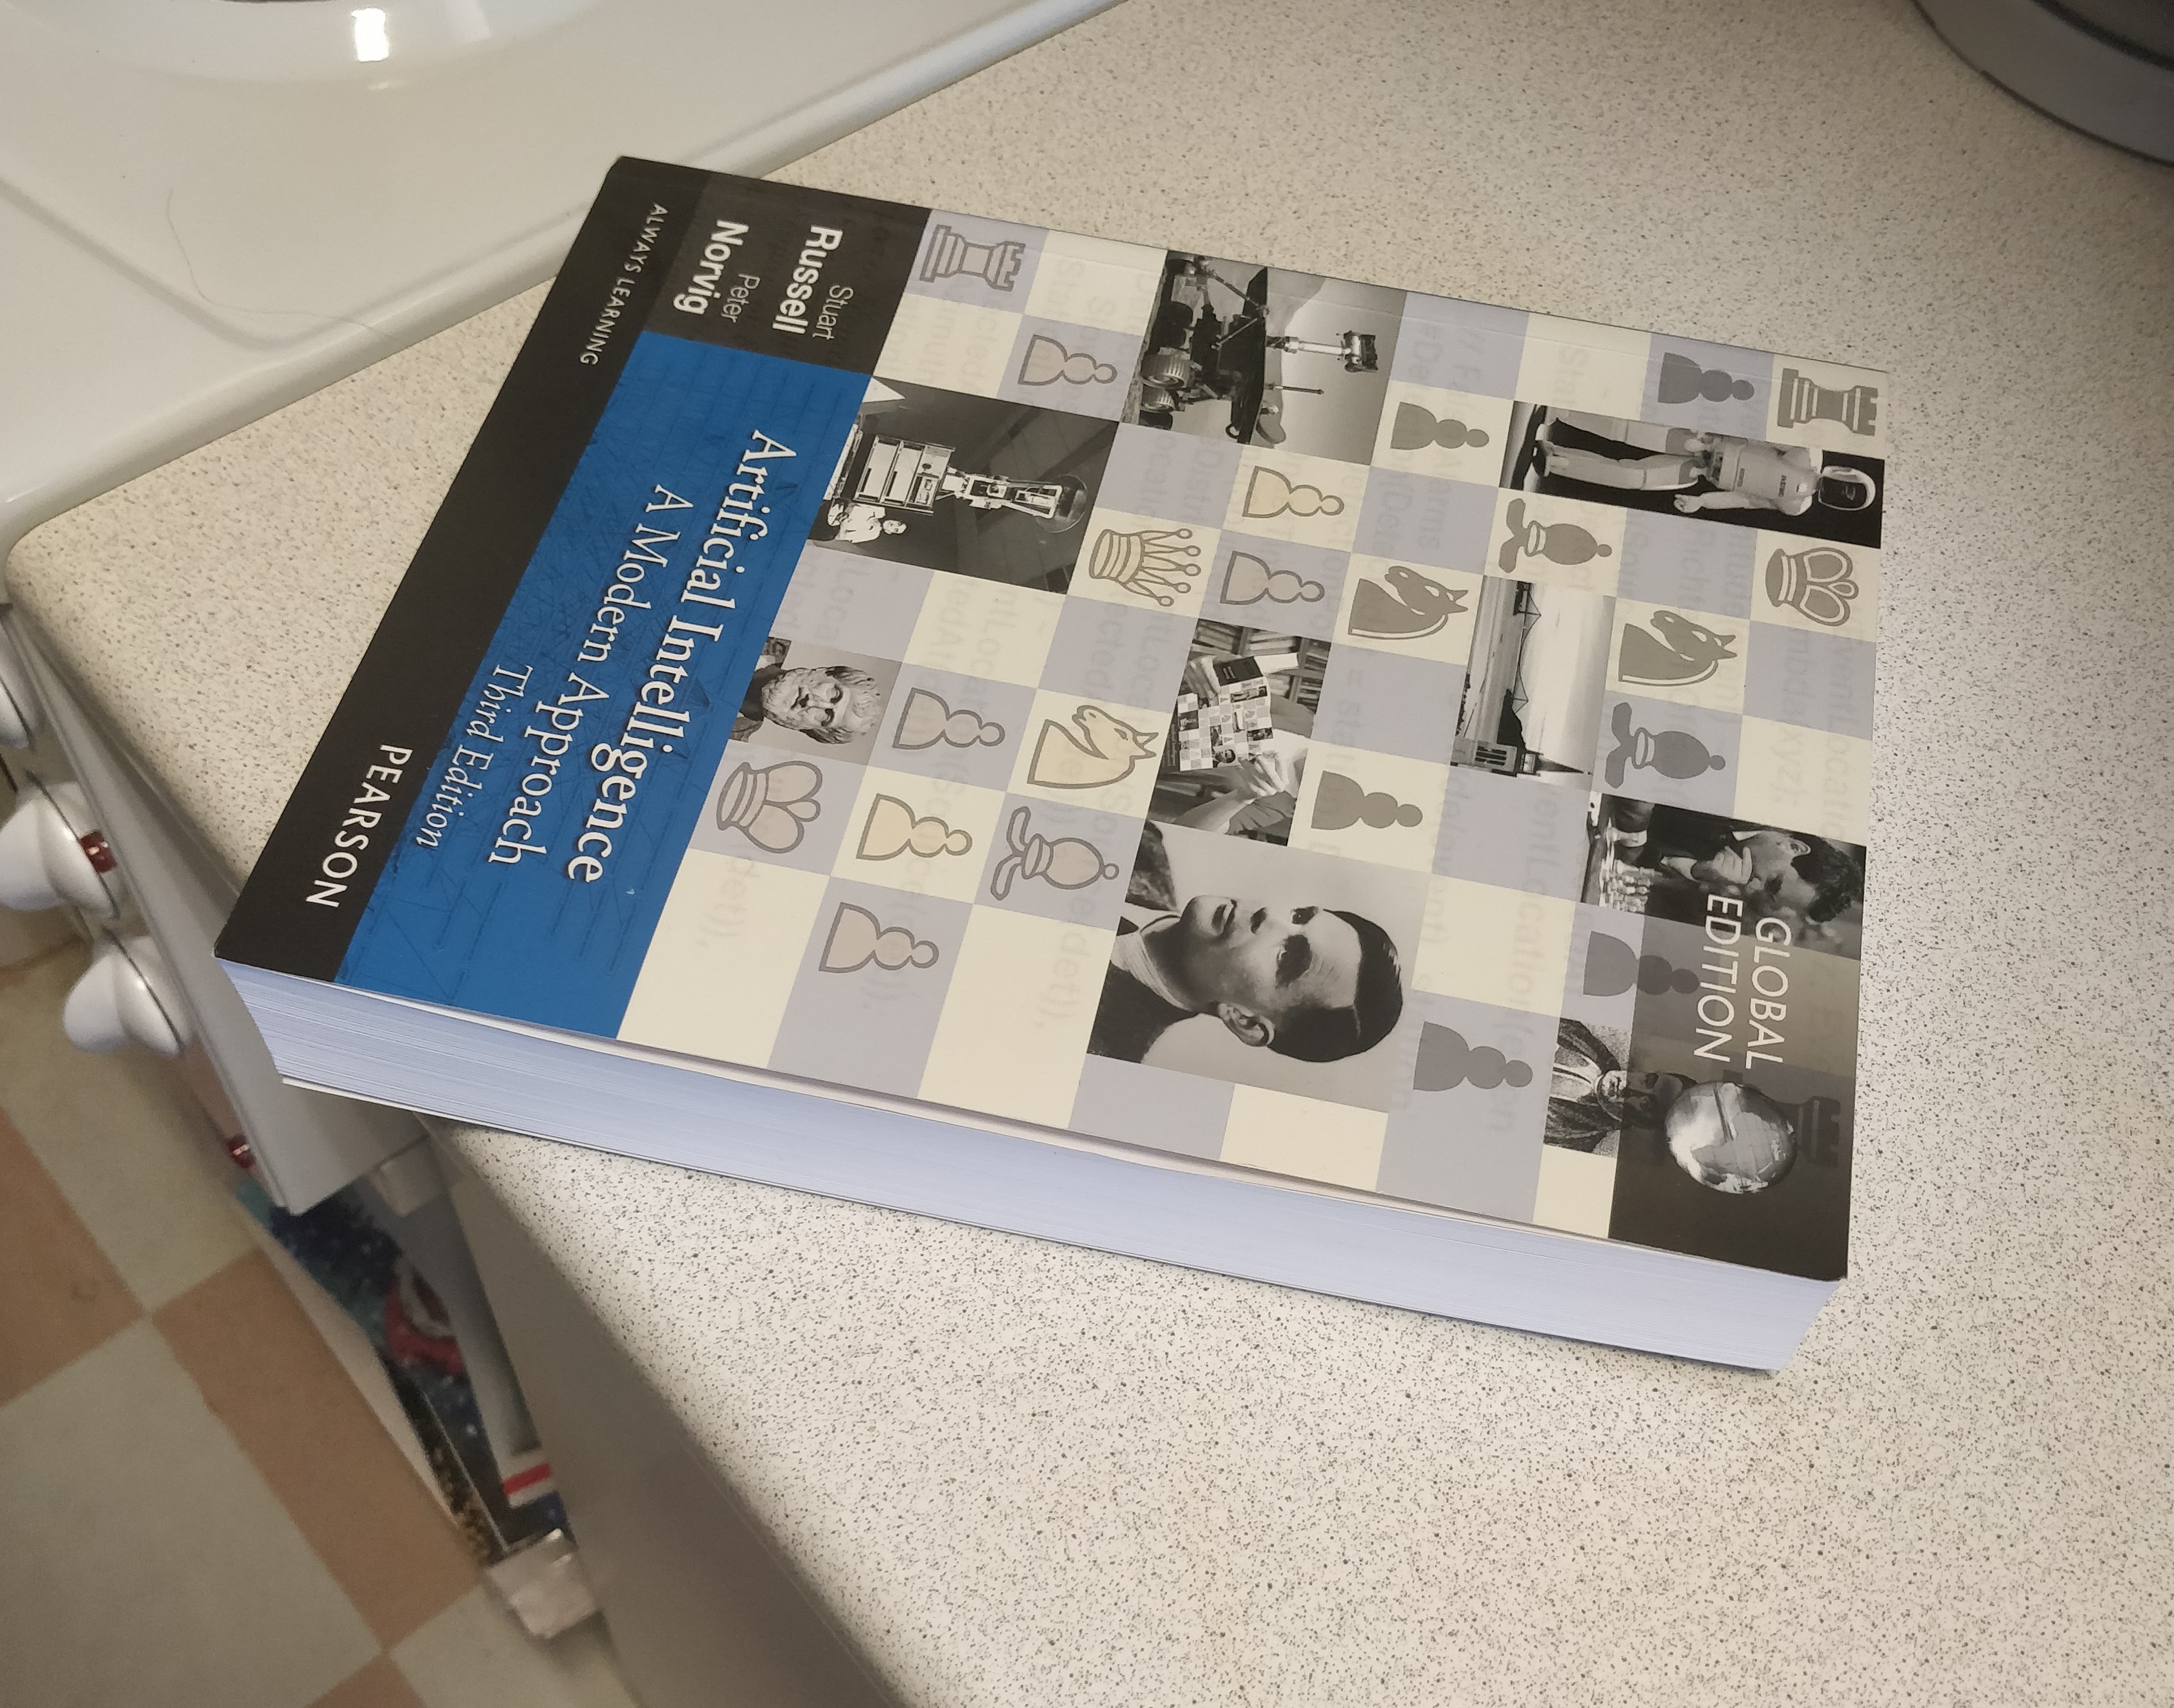 GLOBAL
EDITION
Artificial Intelligence
A Modern Approach
Third Edition
Stuart
Russell
Peter
Norvig
ALWAYS LEARNING
PEARSON